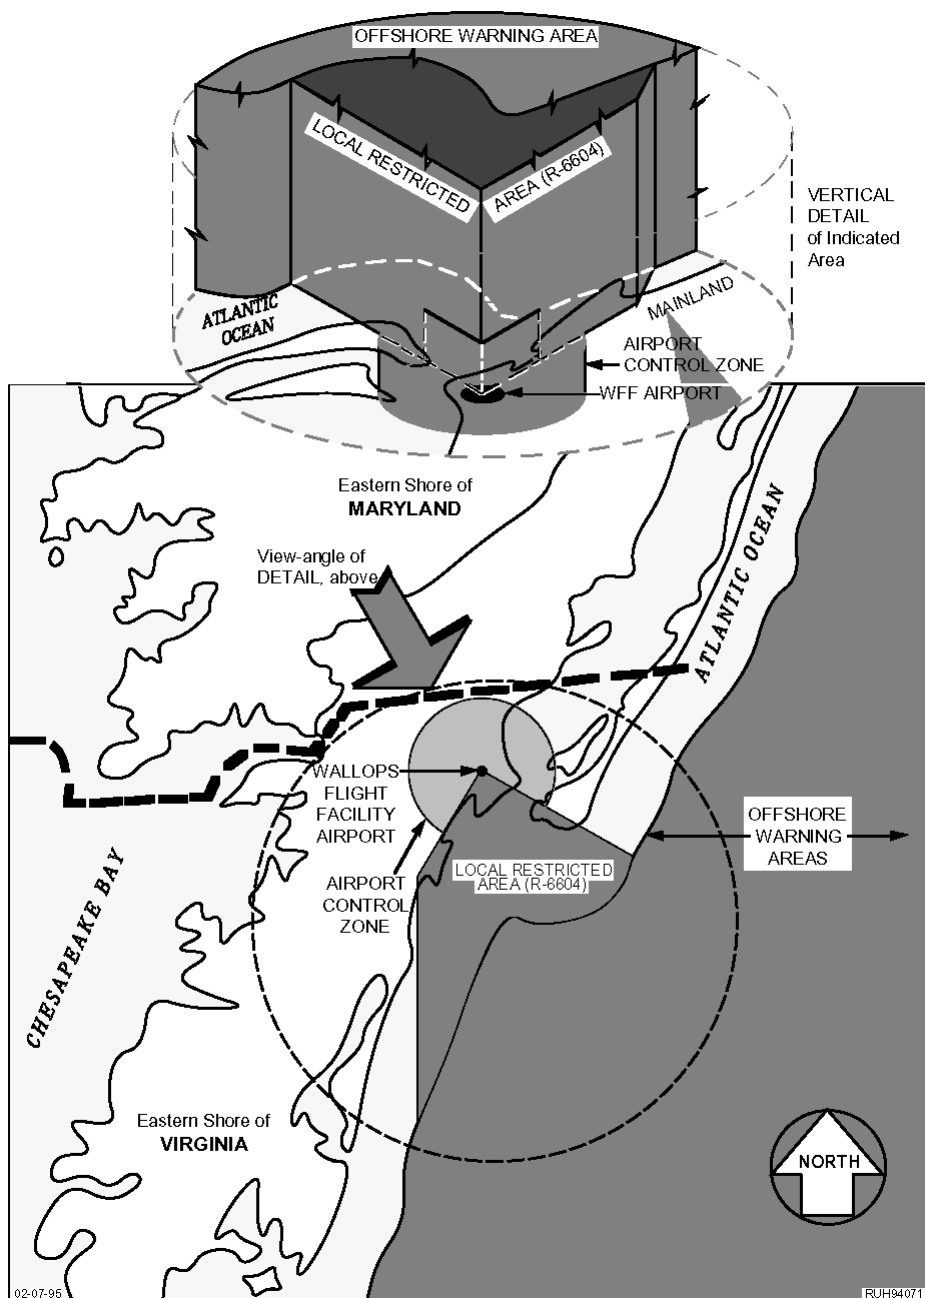 OFFSHORE WARNING AREA
LOCAL RESTRICTED
AREA (R-6604)
VERTICAL
DETAIL
of Indicated
Area
ATLANTIC
OCEAN
MAINLAND
AIRPORT
CONTROL ZONE
WFF AIRPORT
Eastern Shore of
MARYLAND
View-angle of
DETAIL, above
ATLANTIC OCEAN
WALLOPS
FLIGHT
FACILITY
AIRPORT
OFFSHORE
WARNING
AREAS
LOCAL RESTRICTED
AREA (R-6604)
AIRPORT
CONTROL
ZONE
CHESAPEAKE BAY
Eastern Shore of
VIRGINIA
NORTH
02-07-95
RUH94071